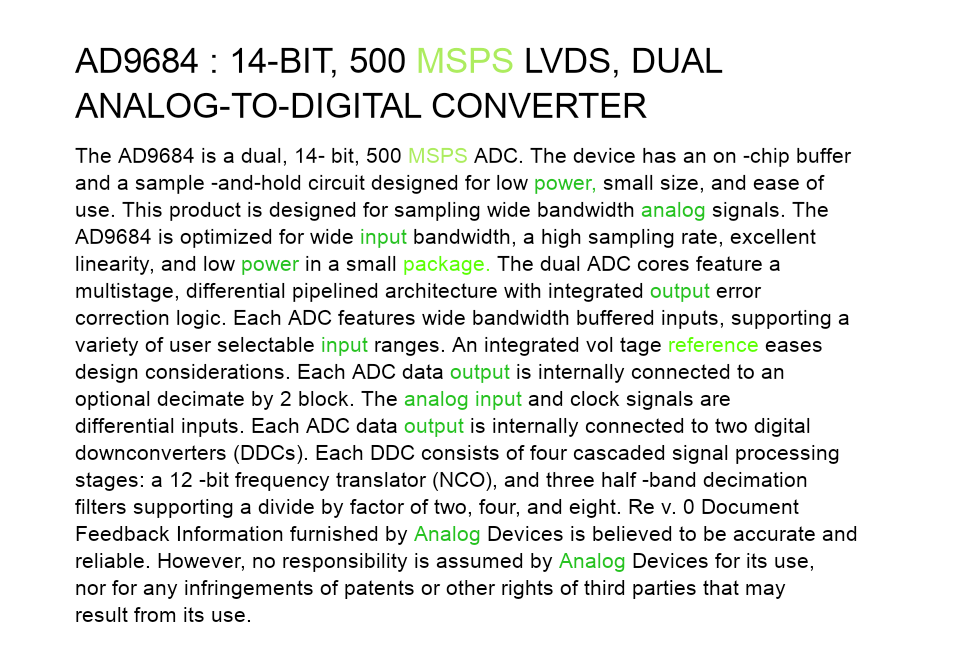 AD9684 : 14-BIT, 500 MSPS LVDS, DUAL
ANALOG-TO-DIGITAL CONVERTER
The AD9684 is a dual, 14- bit, 500 MSPS ADC. The device has an on -chip buffer
and a sample -and-hold circuit designed for low power, small size, and ease of
use. This product is designed for sampling wide bandwidth analog signals. The
AD9684 is optimized for wide input bandwidth, a high sampling rate, excellent
linearity, and low power in a small package. The dual ADC cores feature a
multistage, differential pipelined architecture with integrated output error
correction logic. Each ADC features wide bandwidth buffered inputs, supporting a
variety of user selectable input ranges. An integrated vol tage reference eases
design considerations. Each ADC data output is internally connected to an
optional decimate by 2 block. The analog input and clock signals are
differential inputs. Each ADC data output is internally connected to two digital
downconverters (DDCs). Each DDC consists of four cascaded signal processing
stages: a 12 -bit frequency translator (NCO), and three half -band decimation
filters supporting a divide by factor of two, four, and eight. Re v. 0 Document
Feedback Information furnished by Analog Devices is believed to be accurate and
reliable. However, no responsibility is assumed by Analog Devices for its use,
nor for any infringements of patents or other rights of third parties that may
result from its use.